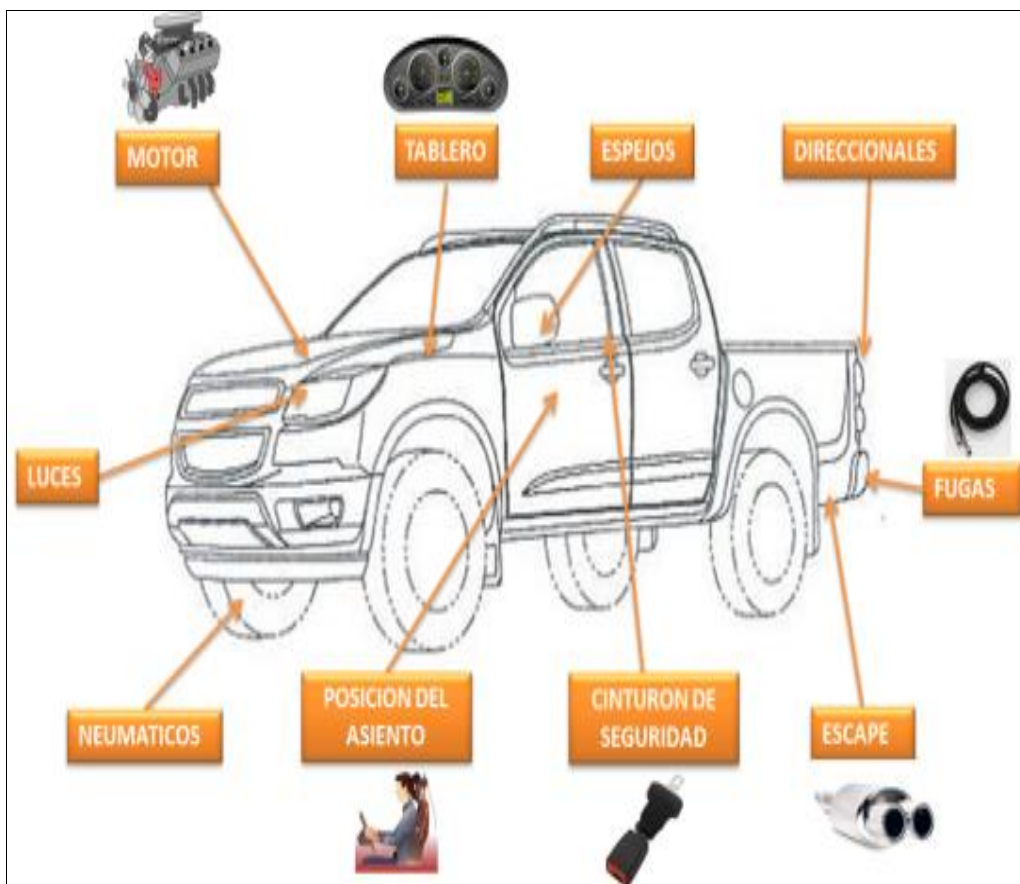 MOTOR
TABLERO
ESPEJOS
DIRECCIONALES
LUCES
FUGAS
NEUMATICOS
POSICION DEL
ASIENTO
CINTURON DE
SEGURIDAD
ESCAPE